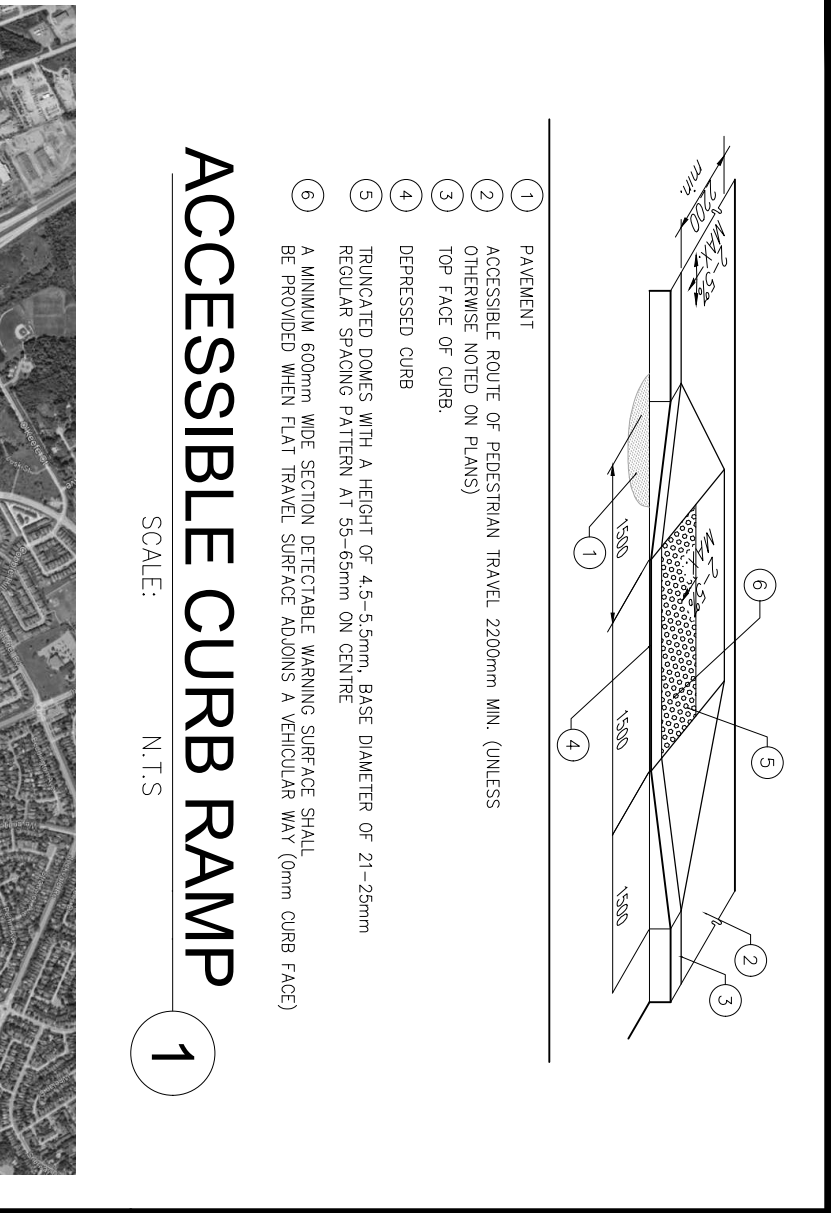 2200
min.
2-5%
MAX.
2-5%
MAX.
6
5
2
3
1500
1500
1500
1
4
1 PAVEMENT
2 ACCESSIBLE ROUTE OF PEDESTRIAN TRAVEL 2200mm MIN. (UNLESS
OTHERWISE NOTED ON PLANS)
3 TOP FACE OF CURB.
4 DEPRESSED CURB
5 TRUNCATED DOMES WITH A HEIGHT OF 4.5-5.5mm, BASE DIAMETER OF 21-25mm
REGULAR SPACING PATTERN AT 55-65mm ON CENTRE
6 A MINIMUM 600mm WIDE SECTION DETECTABLE WARNING SURFACE SHALL
BE PROVIDED WHEN FLAT TRAVEL SURFACE ADJOINS A VEHICULAR WAY (0mm CURB FACE)
ACCESSIBLE CURB RAMP
1
SCALE: N.T.S